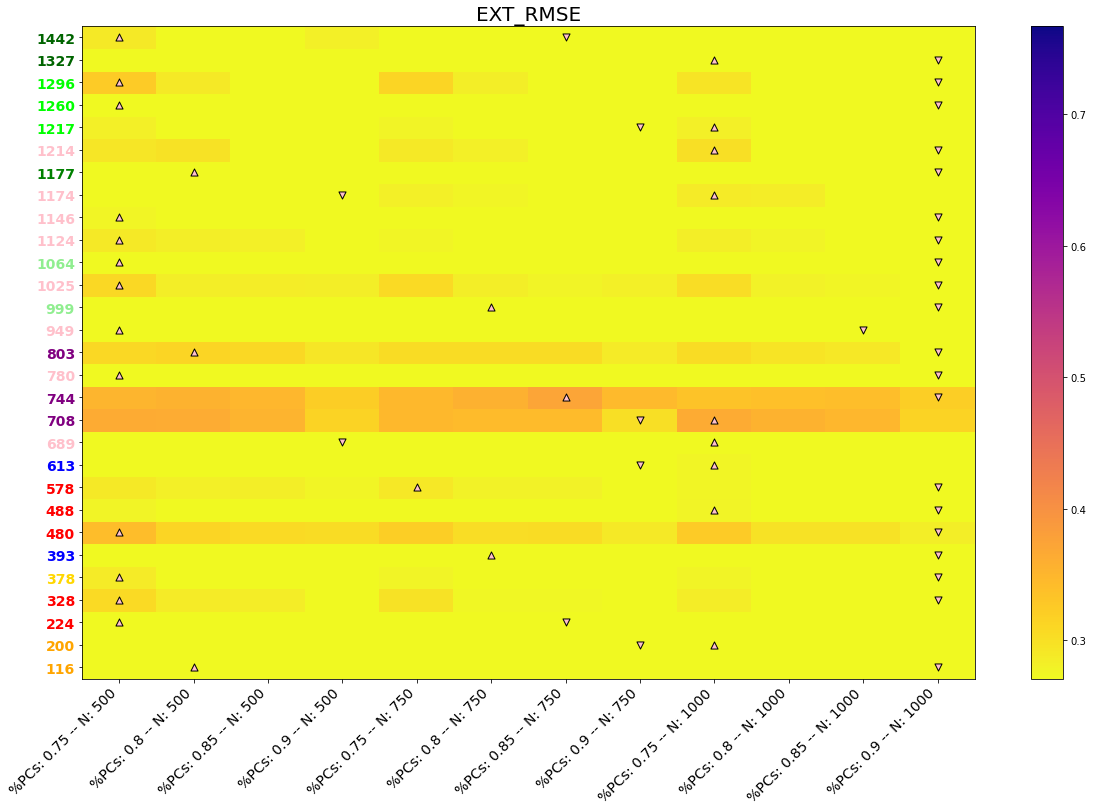 EXT_RMSE
1442
1327
1296
1260
1217
1214
1177
1174
1146
1124
1064
1025
999
949
803
780
744
708
689
613
578
488
480
393
378
328
224
200
116
%PCs: 0.75 -- N: 500
%PCs: 0.8 -- N: 500
%PCs: 0.85 -- N: 500
%PCs: 0.9 -- N: 500
%PCs: 0.75 -- N: 750
%PCs: 0.8 -- N: 750
%PCs: 0.85 -- N: 750
%PCs: 0.9 -- N: 750
%PCs: 0.75 -- N: 1000
%PCs: 0.8 -- N: 1000
%PCs: 0.85 -- N: 1000
%PCs: 0.9 -- N: 1000
0.7
0.6
0.5
0.4
0.3